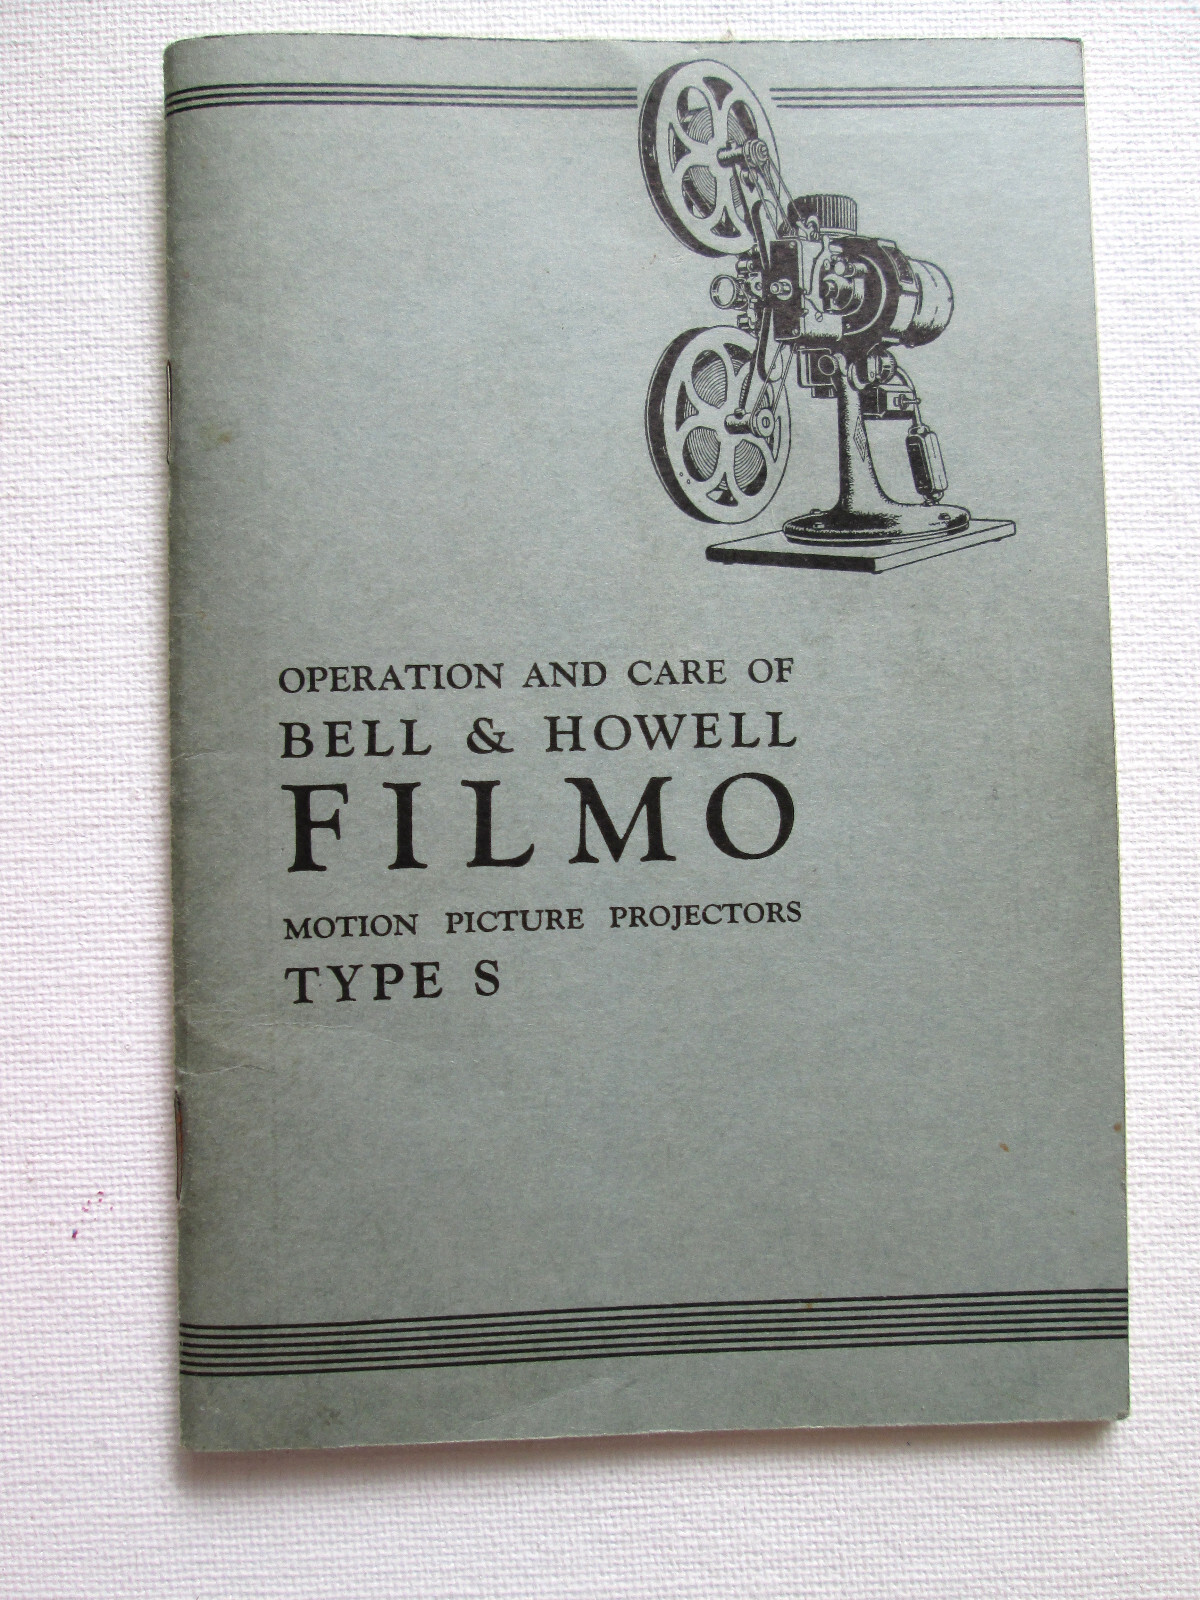 OPERATION AND CARE OF
BELL & HOWELL
FILMO
MOTION PICTURE PROJECTORS
TYPE S